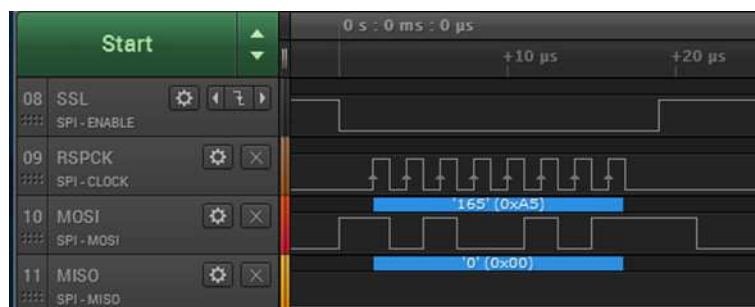 Start
0 s : 0 ms : 0 µs
+10 µs
+20 µs
08 SSL
SPI - ENABLE
09 RSPCK
SPI - CLOCK
'165' (0xA5)
10 MOSI
SPI - MOSI
'0' (0x00)
11 MISO
SPI - MISO